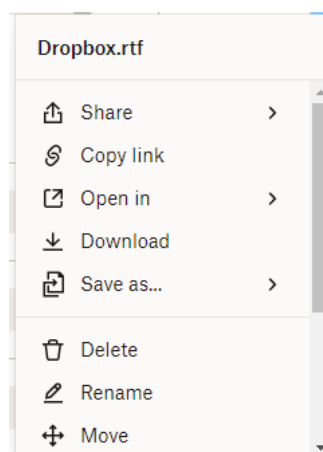 Dropbox.rtf
Share
Copy link
Open in
Download
Save as...
Delete
Rename
Move